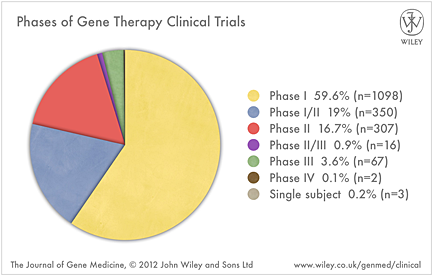 Phases of Gene Therapy Clinical Trials
WILEY
Phase I 59.6% (n=1098)
Phase I/II 19% (n=350)
Phase II 16.7% (n=307)
Phase II/III 0.9% (n=16)
Phase III 3.6% (n=67)
Phase IV 0.1% (n=2)
Single subject 0.2% (n=3)
The Journal of Gene Medicine, © 2012 John Wiley and Sons Ltd
www.wiley.co.uk/genmed/clinical